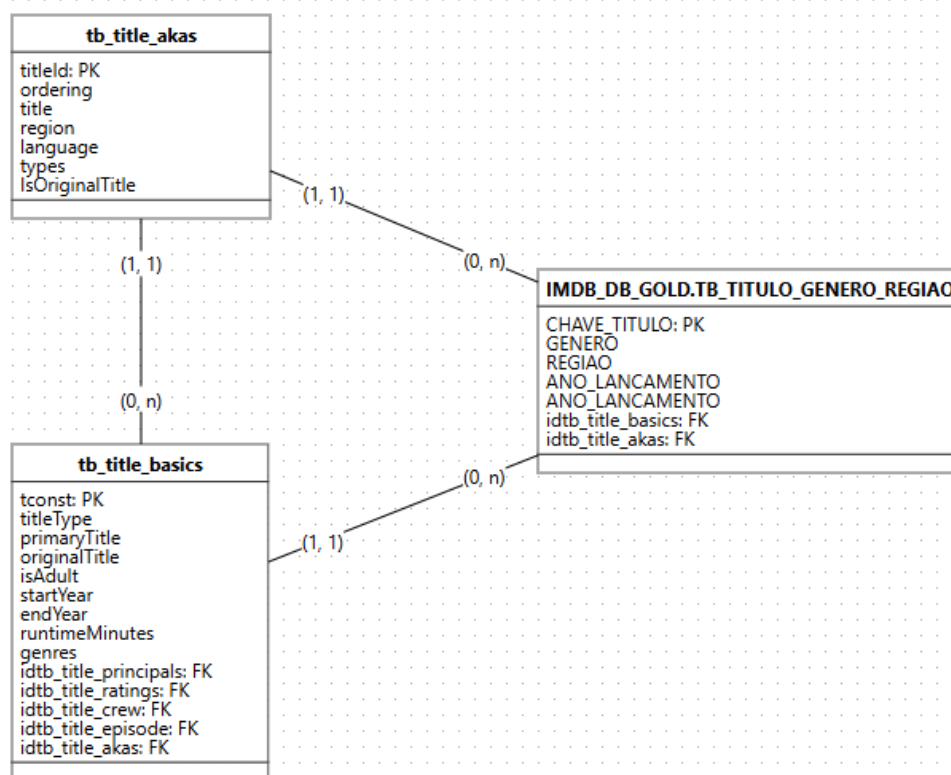 tb_title_akas
titleId: PK
ordering
title
region
language
types
IsOriginalTitle
(1, 1)
(0, n)
(1, 1)
(0, n)
IMDB_DB_GOLD.TB_TITULO_GENERO_REGIAO
CHAVE_TITULO: PK
GENERO
REGIAO
ANO_LANCAMENTO
ANO_LANCAMENTO
idtb_title_basics: FK
idtb_title_akas: FK
(0, n)
(1, 1)
tb_title_basics
tconst: PK
titleType
primaryTitle
originalTitle
isAdult
startYear
endYear
runtimeMinutes
genres
idtb_title_principals: FK
idtb_title_ratings: FK
idtb_title_crew: FK
idtb_title_episode: FK
idtb_title_akas: FK